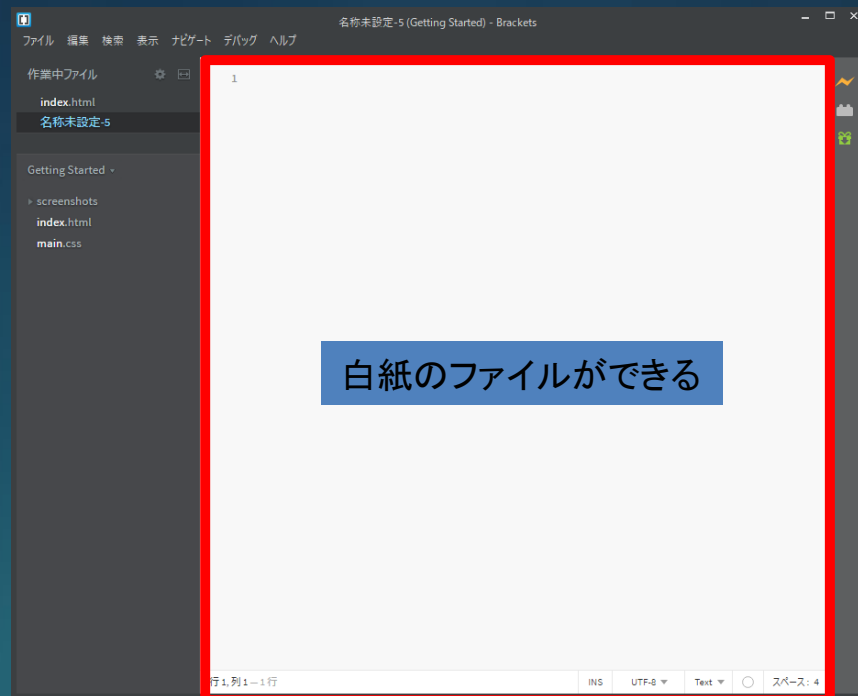 名称未設定-5 (Getting Started) - Brackets
ファイル 編集 検索 表示 ナビゲート デバッグ ヘルプ
作業中ファイル
index.html
名称未設定-5
Getting Started
screenshots
index.html
main.css
1
白紙のファイルができる
行 1, 列 1 — 1 行 INS UTF-8 Text スペース: 4